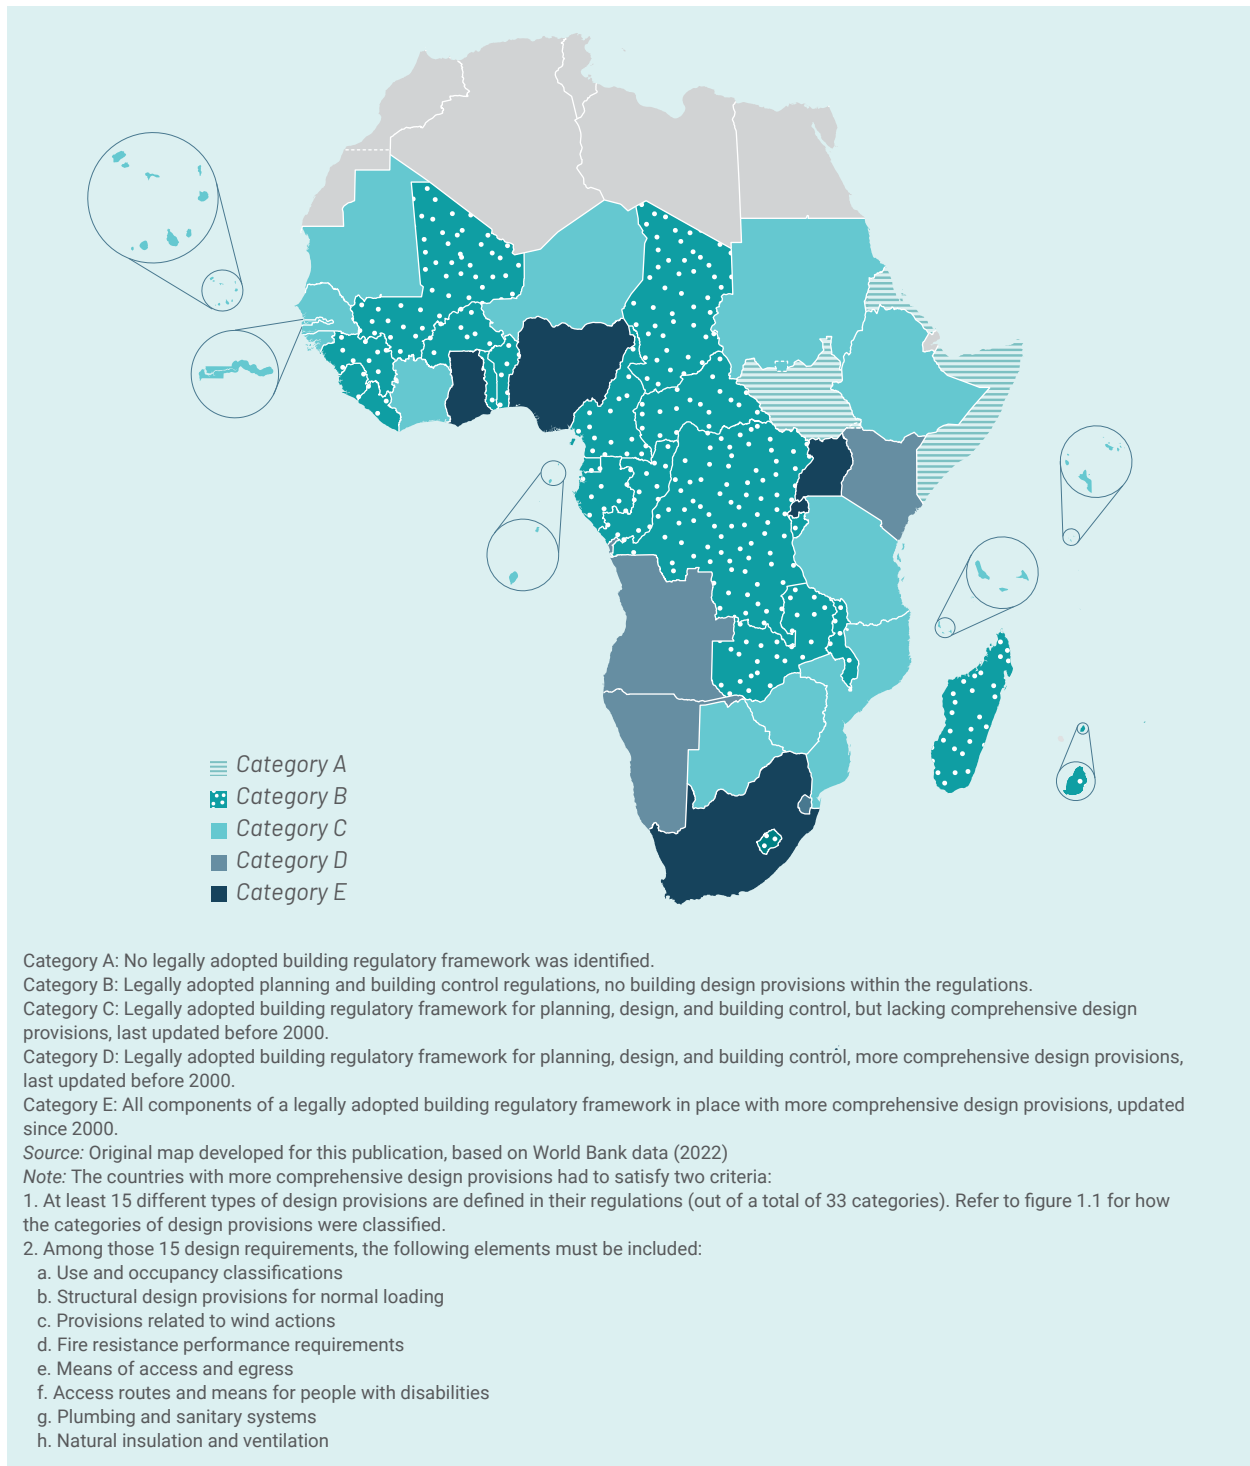 Category A
Category B
Category C
Category D
Category E
Category A: No legally adopted building regulatory framework was identified.
Category B: Legally adopted planning and building control regulations, no building design provisions within the regulations.
Category C: Legally adopted building regulatory framework for planning, design, and building control, but lacking comprehensive design
provisions, last updated before 2000.
Category D: Legally adopted building regulatory framework for planning, design, and building control, more comprehensive design provisions,
last updated before 2000.
Category E: All components of a legally adopted building regulatory framework in place with more comprehensive design provisions, updated
since 2000.
Source: Original map developed for this publication, based on World Bank data (2022)
Note: The countries with more comprehensive design provisions had to satisfy two criteria:
1. At least 15 different types of design provisions are defined in their regulations (out of a total of 33 categories). Refer to figure 1.1 for how
the categories of design provisions were classified.
2. Among those 15 design requirements, the following elements must be included:
a. Use and occupancy classifications
b. Structural design provisions for normal loading
c. Provisions related to wind actions
d. Fire resistance performance requirements
e. Means of access and egress
f. Access routes and means for people with disabilities
g. Plumbing and sanitary systems
h. Natural insulation and ventilation